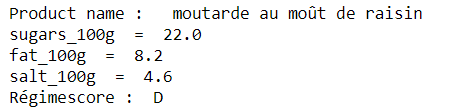 Product name :   moutarde au moût de raisin
sugars_100g  =  22.0
fat_100g  =  8.2
salt_100g  =  4.6
Régimescore :  D